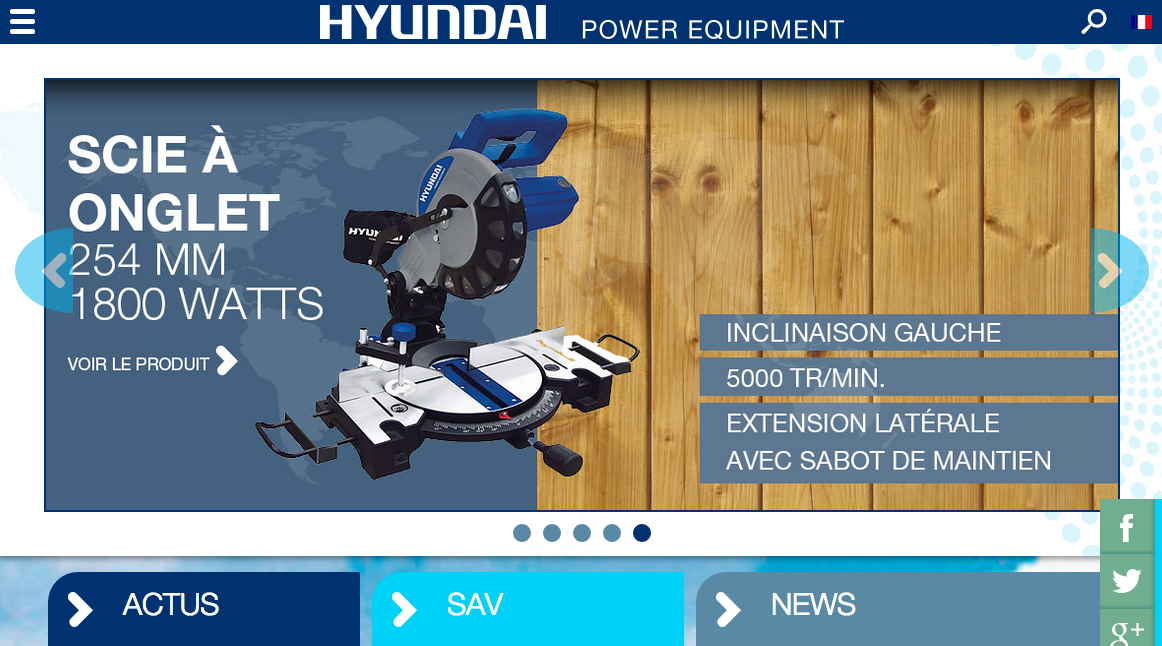 HYUNDAI POWER EQUIPMENT
SCIE À
ONGLET
254 MM
1800 WATTS
VOIR LE PRODUIT
HYUNDAI
HYUNDAI
INCLINAISON GAUCHE
5000 TR/MIN.
EXTENSION LATÉRALE
AVEC SABOT DE MAINTIEN
f
g+
ACTUS
SAV
NEWS